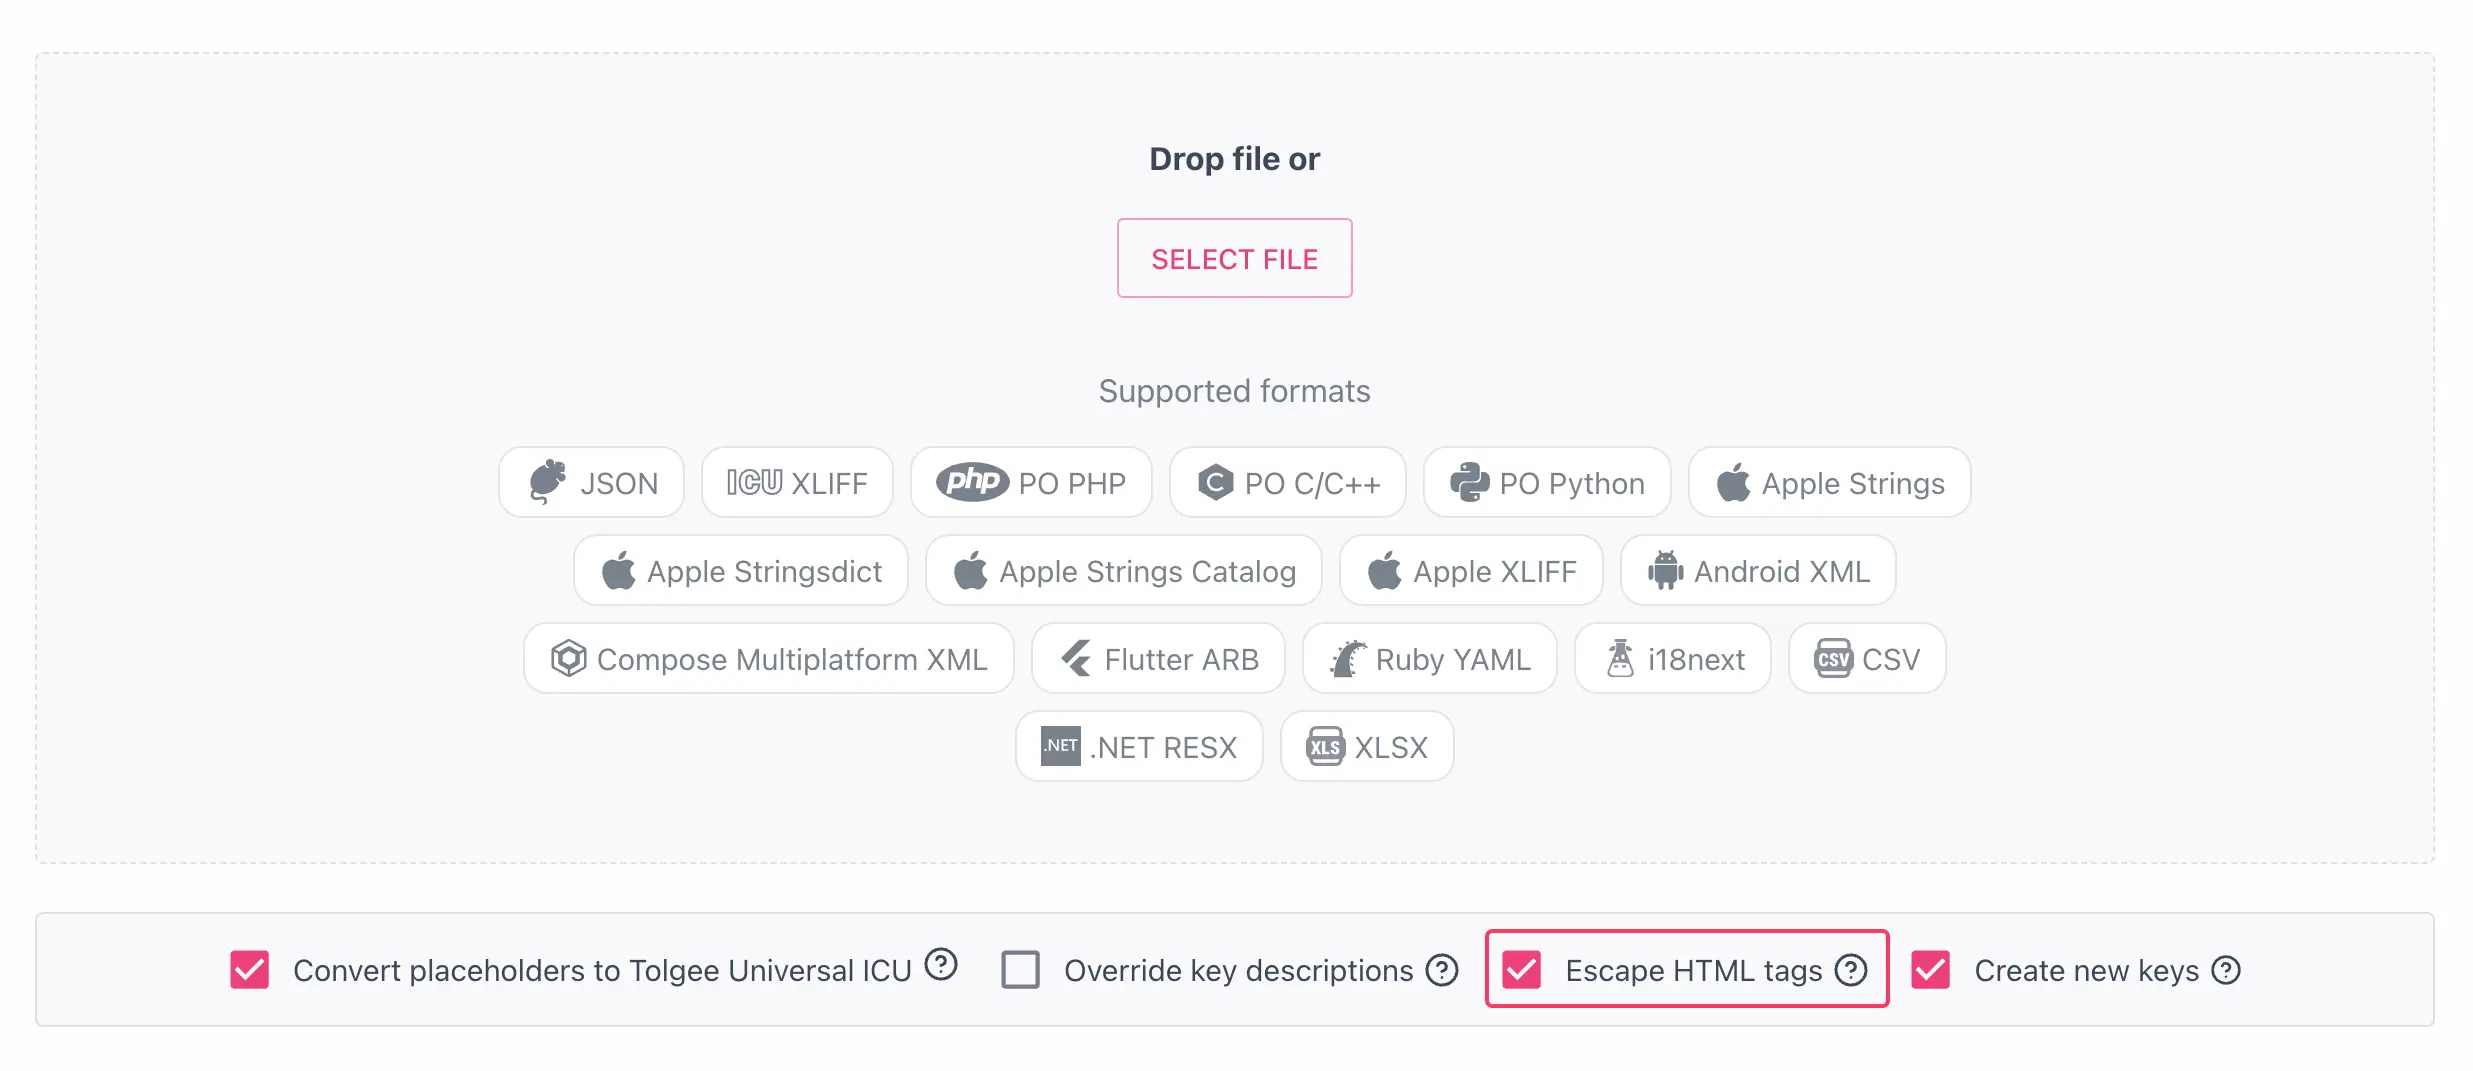 Drop file or
SELECT FILE
Supported formats
JSON ICU XLIFF php PO PHP C PO C/C++ PO Python Apple Strings
Apple Stringsdict Apple Strings Catalog Apple XLIFF Android XML
Compose Multiplatform XML Flutter ARB Ruby YAML i18next CSV CSV
.NET .NET RESX XLS XLSX
Convert placeholders to Tolgee Universal ICU ? Override key descriptions ? Escape HTML tags ? Create new keys ?